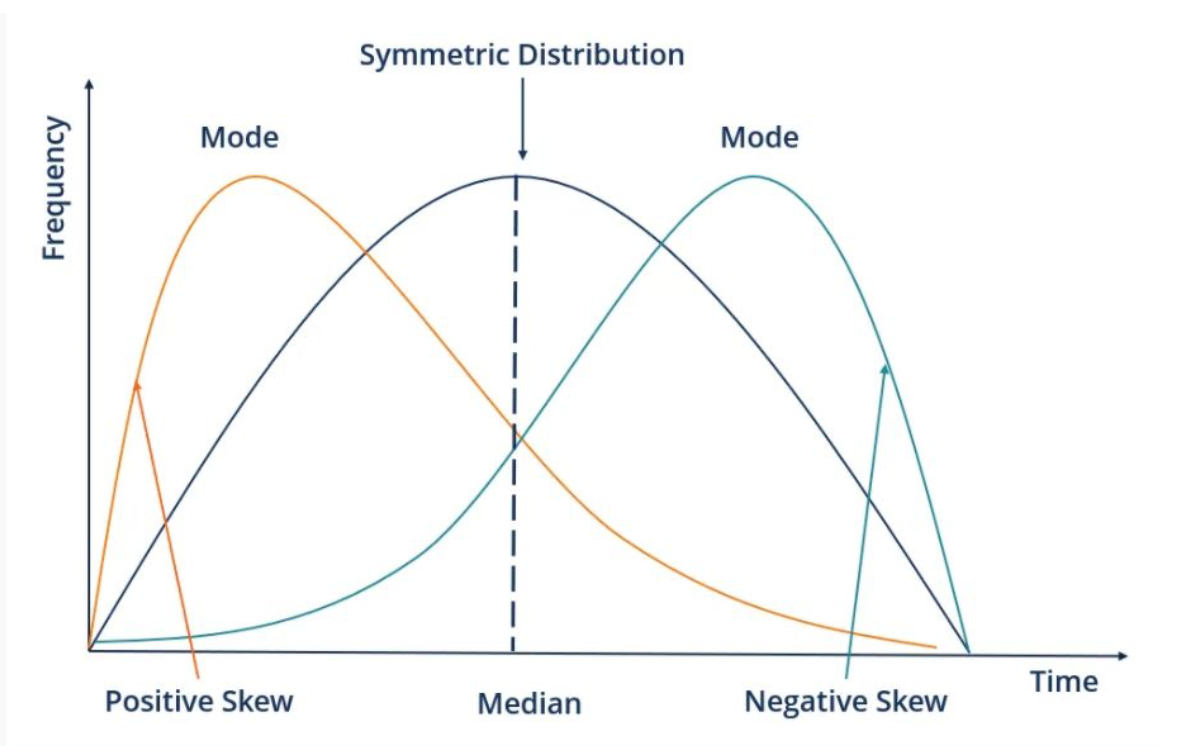 Symmetric Distribution
Mode
Mode
Frequency
Time
Positive Skew
Median
Negative Skew